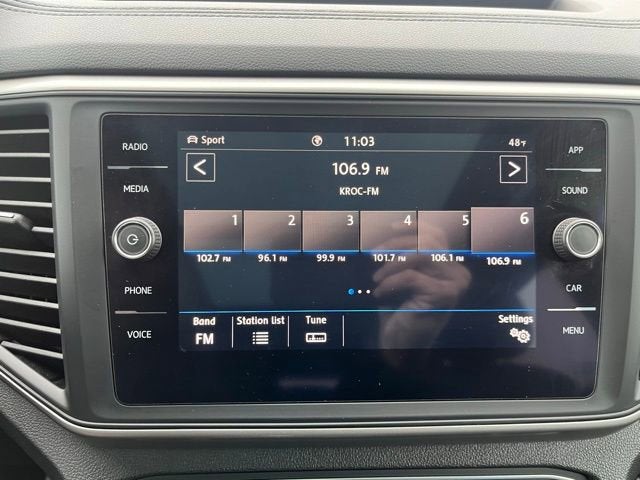 RADIO
MEDIA
PHONE
VOICE
Sport 11:03 48°F
< 106.9 FM >
KROC-FM
1 2 3 4 5 6
102.7 FM 96.1 FM 99.9 FM 101.7 FM 106.1 FM 106.9 FM
Band Station list Tune Settings
FM
APP
SOUND
CAR
MENU